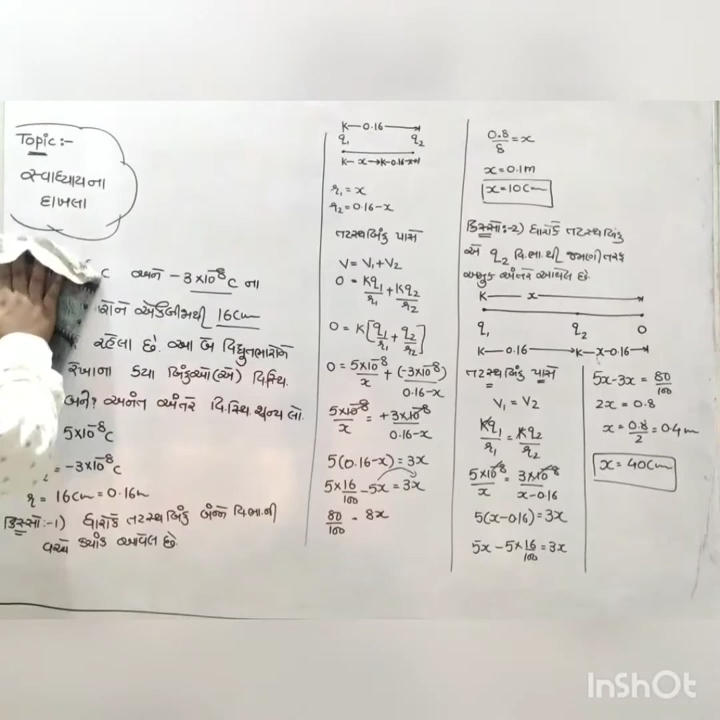 Topic:-
સ્વાધ્યાયના
દાખલા
C અને -3×10⁻⁸C ના
ને એકબીજાથી 16cm
રહેલા છે. આ બે વિદ્યુતભારોને
રેખાના કયા બિંદુઓ(એ) વિ.સ્થિ.
બને? અનંત અંતરે વિ.સ્થિ શૂન્ય લો.
5×10⁻⁸C
= -3×10⁻⁸C
r = 16cm = 0.16m
કિસ્સો:-1) ધારોકે તટસ્થબિંદુ બંને વિ.ભા.ની
વચ્ચે ક્યાંક આવેલ છે.
K—0.16—
q₁ q₂
K— x —K-0.16-x
r₁ = x
r₂ = 0.16-x
તટસ્થબિંદુ પાસે
V = V₁+V₂
0 = Kq₁/r₁ + Kq₂/r₂
0 = K[q₁/r₁ + q₂/r₂]
0 = 5×10⁻⁸/x + (-3×10⁻⁸)/0.16-x
5×10⁻⁸/x = +3×10⁻⁸/0.16-x
5(0.16-x) = 3x
5×16/100 - 5x = 3x
80/100 = 8x
0.8/8 = x
x = 0.1m
x = 10cm
કિસ્સો:-2) ધારોકે તટસ્થબિંદુ
એ q₂ વિ.ભા.થી જમણી તરફ
અમુક અંતરે આવેલ છે.
K— x —
q₁ q₂ O
K— 0.16 —K-x-0.16-
તટસ્થબિંદુ પાસે
V₁ = V₂
Kq₁/r₁ = Kq₂/r₂
5×10⁻⁸/x = 3×10⁻⁸/x-0.16
5(x-0.16) = 3x
5x - 5×16/100 = 3x
5x-3x = 80/100
2x = 0.8
x = 0.8/2 = 0.4m
x = 40cm
InShOt